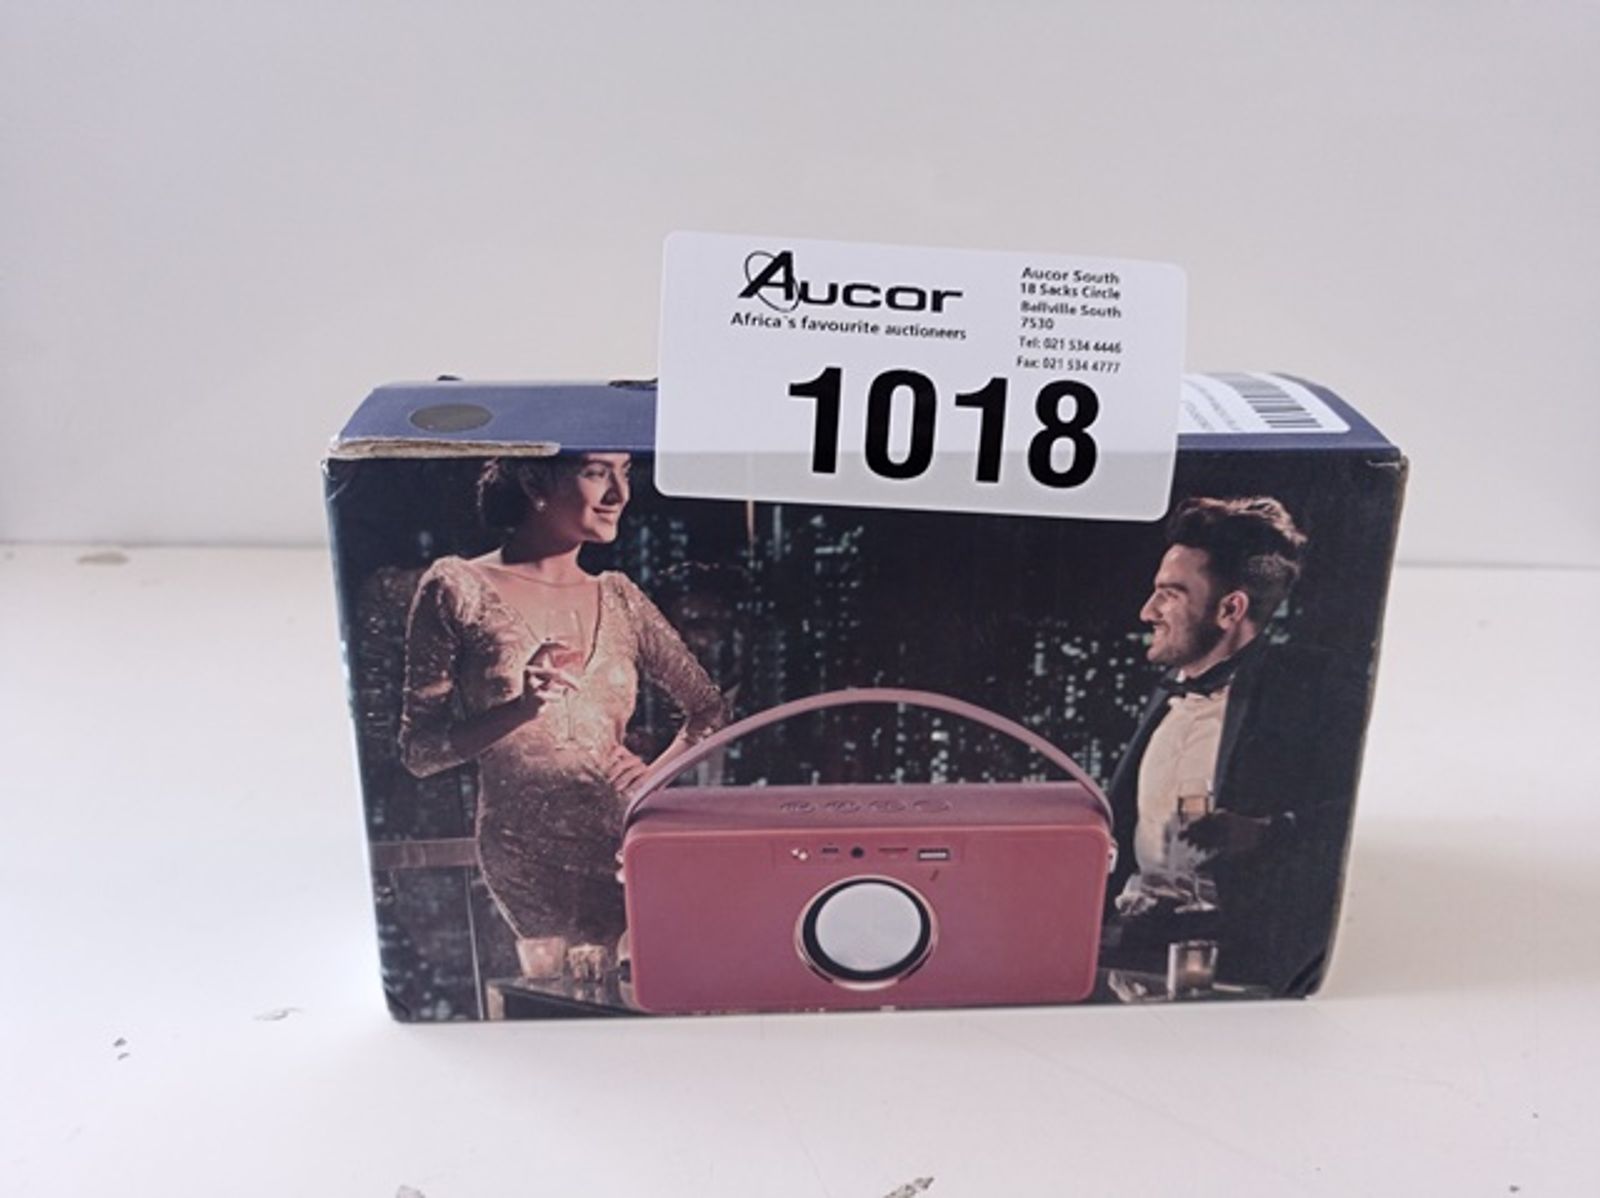 Aucor
Africa`s favourite auctioneers
Aucor South
18 Sacks Circle
Bellville South
7530
Tel: 021 534 4446
Fax: 021 534 4777
1018